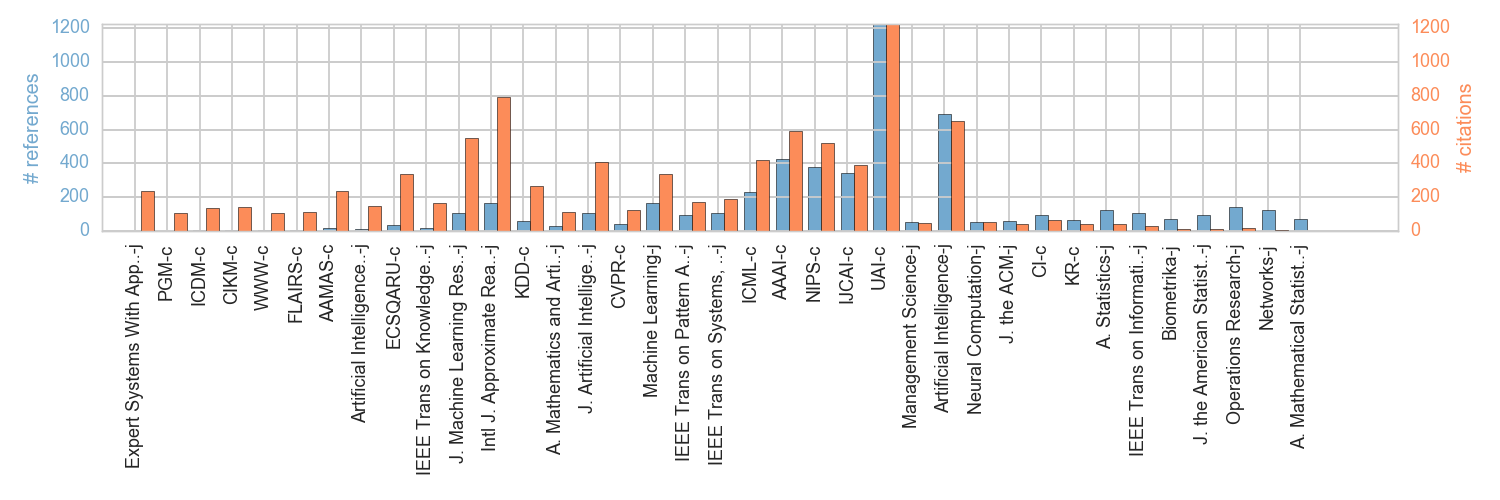 # references
1200
1000
800
600
400
200
0
1200
1000
800
600
400
200
0
# citations
Expert Systems With App..-j
PGM-c
ICDM-c
CIKM-c
WWW-c
FLAIRS-c
AAMAS-c
Artificial Intelligence..-j
ECSQARU-c
IEEE Trans on Knowledge..-j
J. Machine Learning Res..-j
Intl J. Approximate Rea..-j
KDD-c
A. Mathematics and Arti..-j
J. Artificial Intellige..-j
CVPR-c
Machine Learning-j
IEEE Trans on Pattern A..-j
IEEE Trans on Systems, ..-j
ICML-c
AAAI-c
NIPS-c
IJCAI-c
UAI-c
Management Science-j
Artificial Intelligence-j
Neural Computation-j
J. the ACM-j
CI-c
KR-c
A. Statistics-j
IEEE Trans on Informati..-j
Biometrika-j
J. the American Statist..-j
Operations Research-j
Networks-j
A. Mathematical Statist..-j